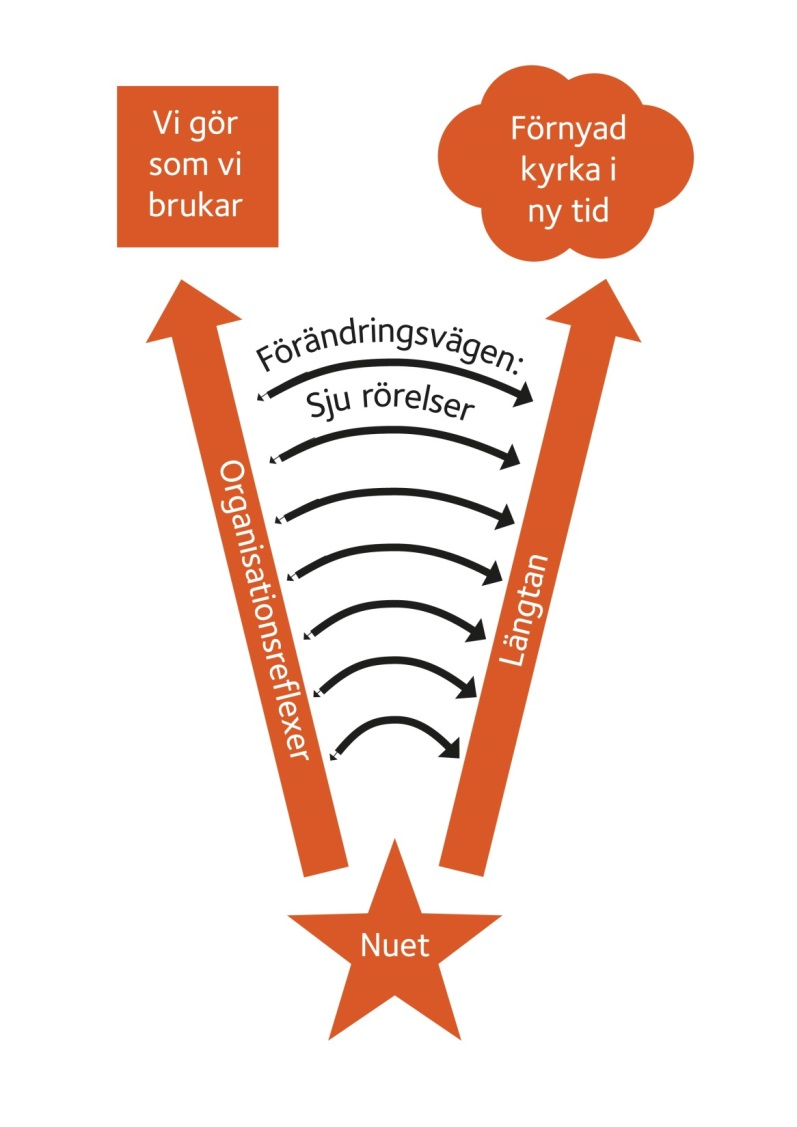 Vi gör
som vi
brukar
Förnyad
kyrka i
ny tid
Förändringsvägen:
Sju rörelser
Organisationsreflexer
Längtan
Nuet